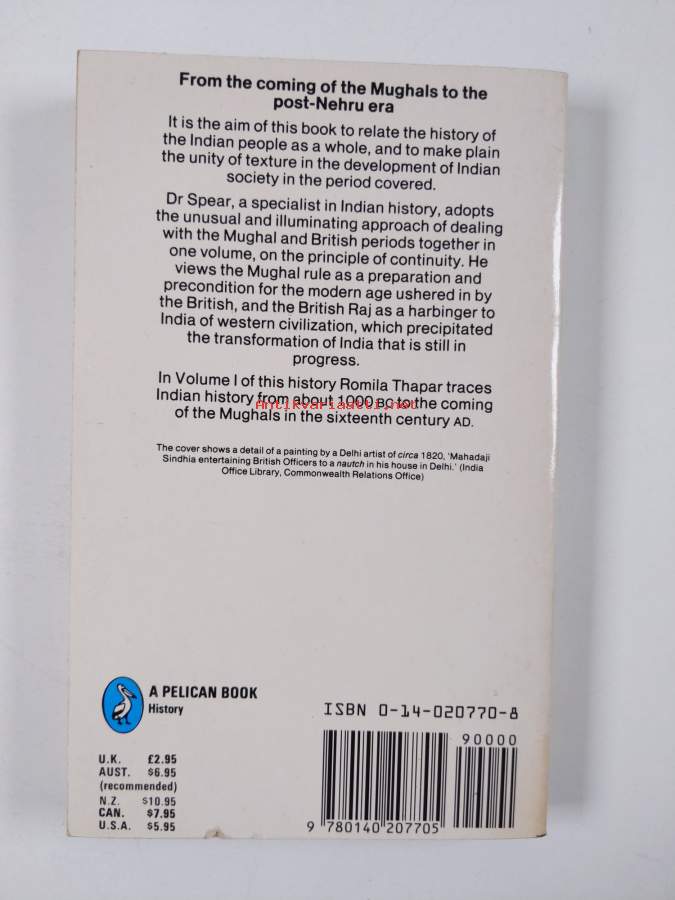 From the coming of the Mughals to the
post-Nehru era
It is the aim of this book to relate the history of
the Indian people as a whole, and to make plain
the unity of texture in the development of Indian
society in the period covered.
Dr Spear, a specialist in Indian history, adopts
the unusual and illuminating approach of dealing
with the Mughal and British periods together in
one volume, on the principle of continuity. He
views the Mughal rule as a preparation and
precondition for the modern age ushered in by
the British, and the British Raj as a harbinger to
India of western civilization, which precipitated
the transformation of India that is still in
progress.
In Volume I of this history Romila Thapar traces
Indian history from about 1000 BC to the coming
Antikvariaatti.net
of the Mughals in the sixteenth century AD.
The cover shows a detail of a painting by a Delhi artist of circa 1820, 'Mahadaji
Sindhia entertaining British Officers to a nautch in his house in Delhi.' (India
Office Library, Commonwealth Relations Office)
A PELICAN BOOK
History
ISBN 0-14-020770-8
90000
U.K. £2.95
AUST. $6.95
(recommended)
N.Z. $10.95
CAN. $7.95
U.S.A. $5.95
9 780140 207705